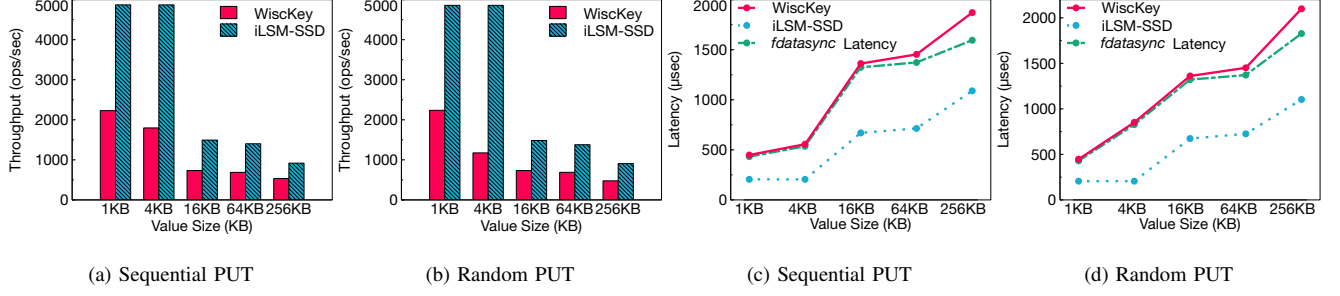 5000
4000
3000
2000
1000
0
Throughput (ops/sec)
WiscKey
iLSM-SSD
1KB 4KB 16KB 64KB 256KB
Value Size (KB)
(a) Sequential PUT
5000
4000
3000
2000
1000
0
Throughput (ops/sec)
WiscKey
iLSM-SSD
1KB 4KB 16KB 64KB 256KB
Value Size (KB)
(b) Random PUT
2000
1500
1000
500
0
Latency (μsec)
WiscKey
iLSM-SSD
fdatasync Latency
1KB 4KB 16KB 64KB 256KB
Value Size (KB)
(c) Sequential PUT
2000
1500
1000
500
0
Latency (μsec)
WiscKey
iLSM-SSD
fdatasync Latency
1KB 4KB 16KB 64KB 256KB
Value Size (KB)
(d) Random PUT